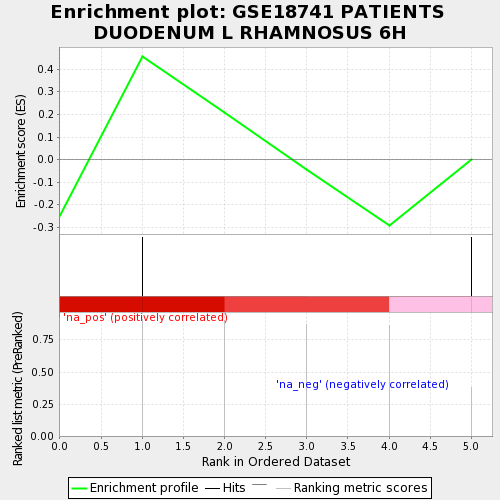 Enrichment plot: GSE18741 PATIENTS
DUODENUM L RHAMNOSUS 6H
Enrichment score (ES)
0.4
0.3
0.2
0.1
0.0
-0.1
-0.2
-0.3
'na_pos' (positively correlated)
'na_neg' (negatively correlated)
Ranked list metric (PreRanked)
0.75
0.50
0.25
0.00
0.0 0.5 1.0 1.5 2.0 2.5 3.0 3.5 4.0 4.5 5.0
Rank in Ordered Dataset
Enrichment profile Hits Ranking metric scores